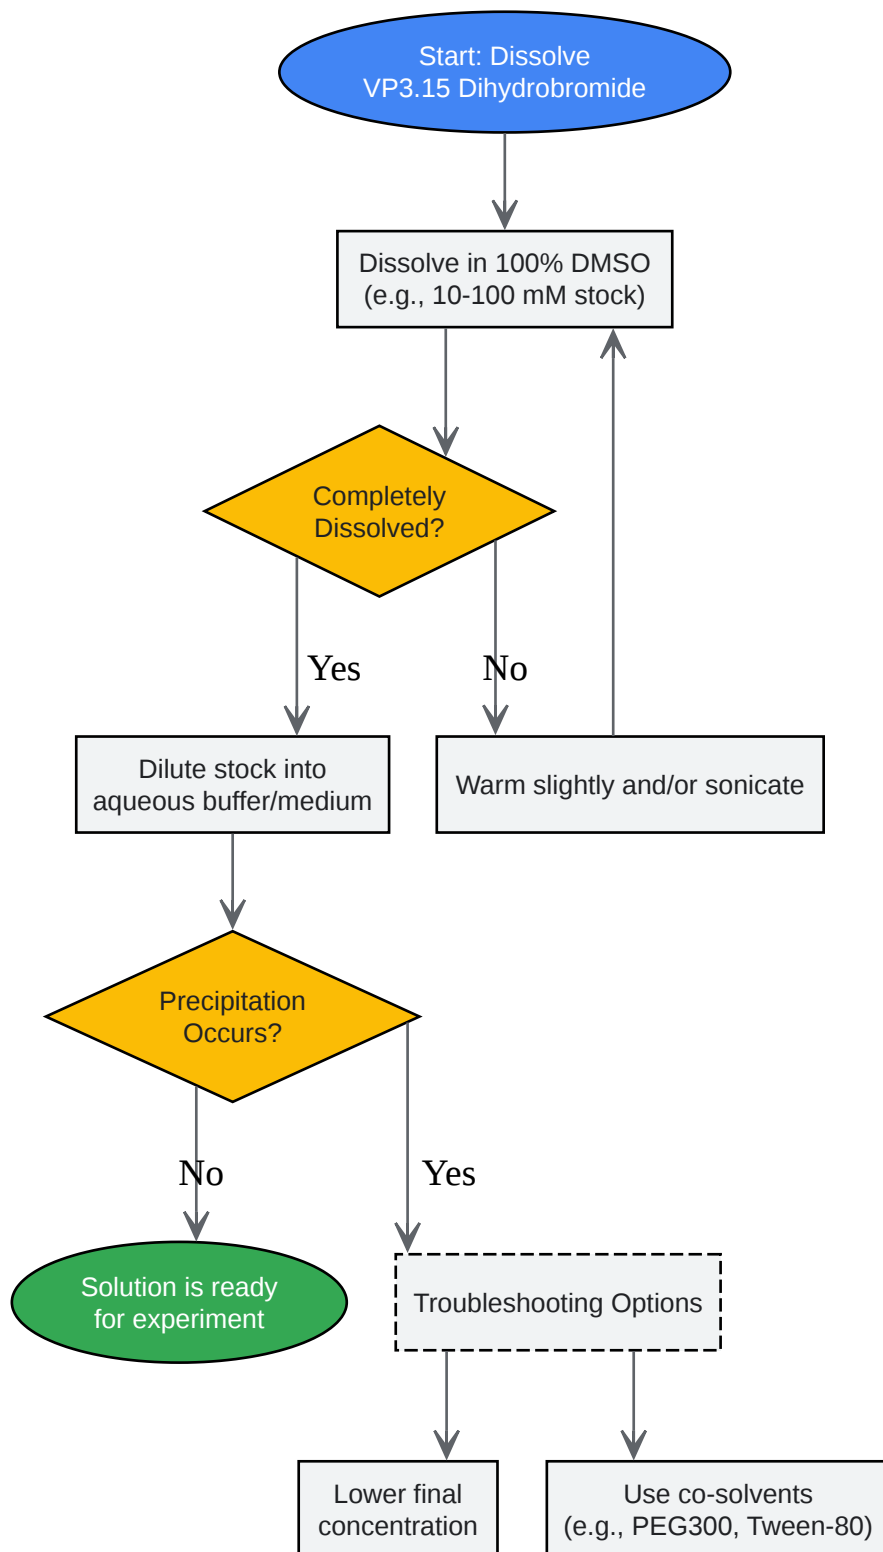 Start: Dissolve
VP3.15 Dihydrobromide
Dissolve in 100% DMSO
(e.g., 10-100 mM stock)
Completely
Dissolved?
Yes
No
Dilute stock into
aqueous buffer/medium
Warm slightly and/or sonicate
Precipitation
Occurs?
No
Yes
Solution is ready
for experiment
Troubleshooting Options
Lower final
concentration
Use co-solvents
(e.g., PEG300, Tween-80)